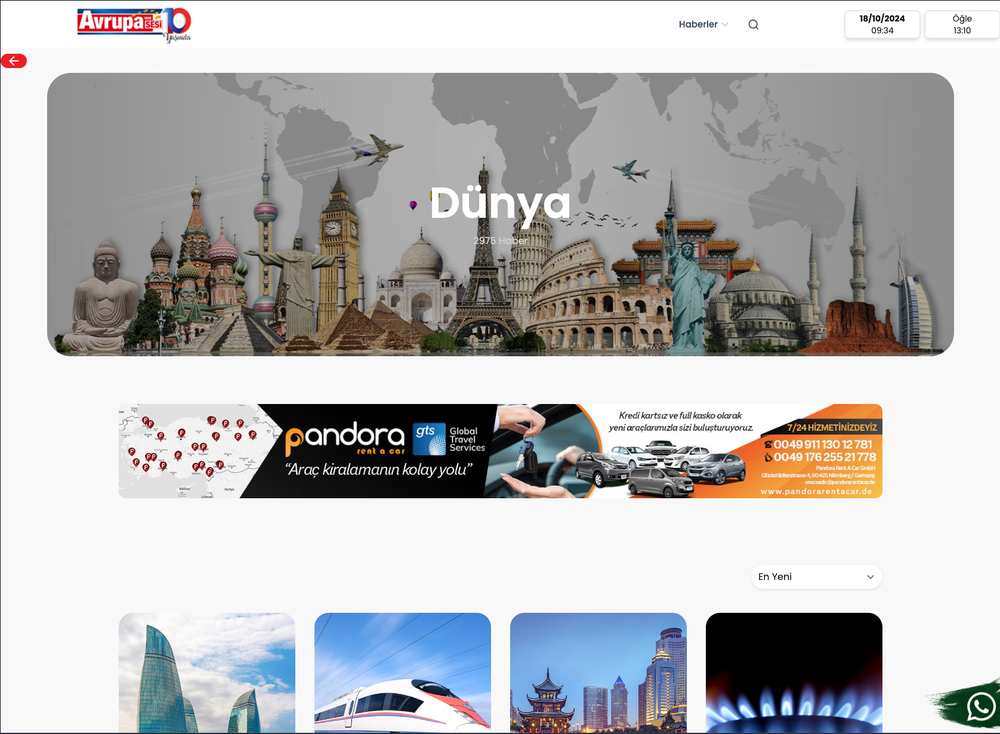 Avrupa
SESİ
10
Yaşında
Haberler
18/10/2024
09:34
Öğle
13:10
Dünya
2975 Haber
pandora
rent a car
gts
Global
Travel
Services
“Araç kiralamanın kolay yolu”
Kredi kartsız ve full kasko olarak
yeni araçlarımızla sizi buluşturuyoruz.
7/24 HİZMETİNİZDEYİZ
0049 911 130 12 781
0049 176 255 21 778
Pandora Rent A Car GmbH
90425 Nürnberg / Germany
www.pandorarentacar.de
En Yeni